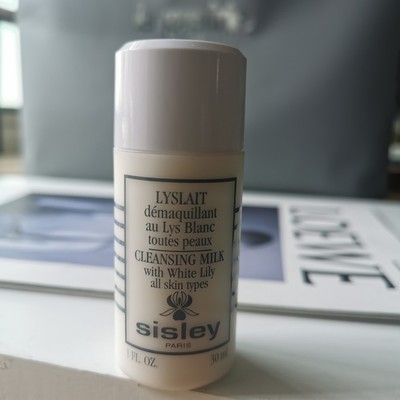 LYSLAIT
démaquillant
au Lys Blanc
toutes peaux
CLEANSING MILK
with White Lily
all skin types
sisley
PARIS
1 FL. OZ. 30 ml
LOEWE